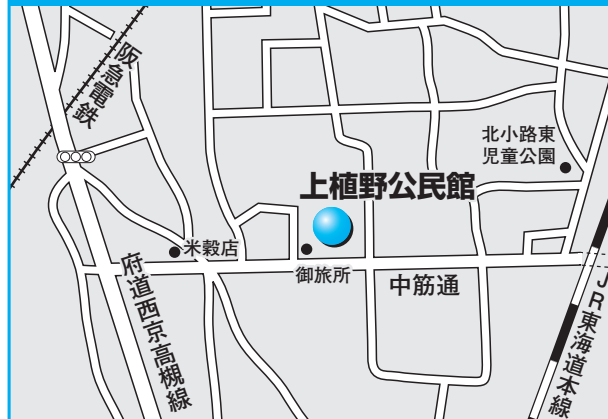 阪急電鉄
北小路東
児童公園
上植野公民館
米穀店
御旅所
中筋通
府道西京高槻線
JR東海道本線